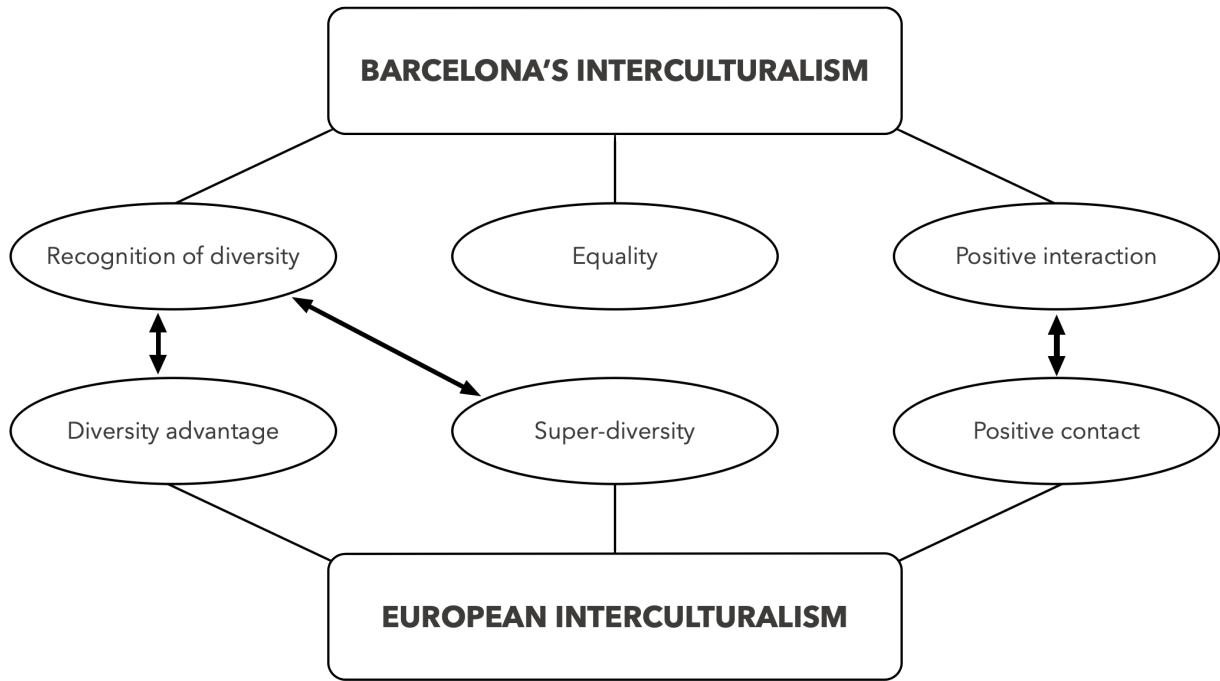 BARCELONA’S INTERCULTURALISM
Recognition of diversity
Equality
Positive interaction
Diversity advantage
Super-diversity
Positive contact
EUROPEAN INTERCULTURALISM